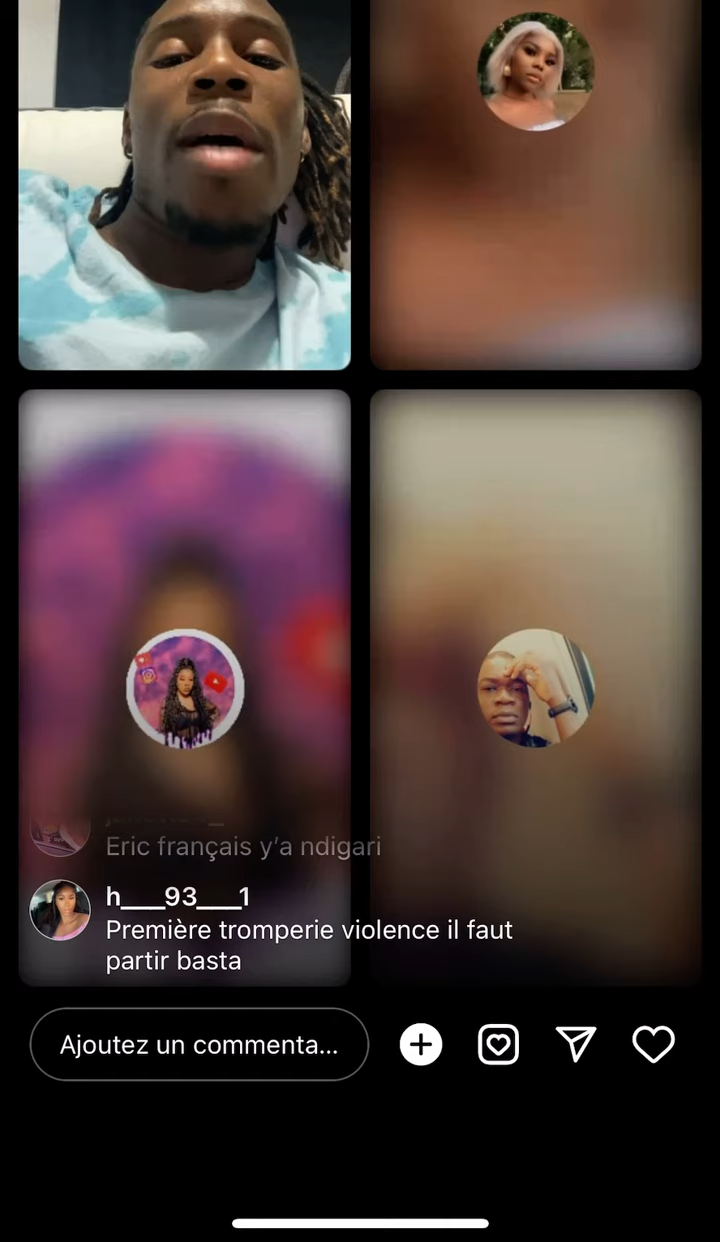 Eric français y’a ndigari
h___93___1
Première tromperie violence il faut
partir basta
Ajoutez un commenta...